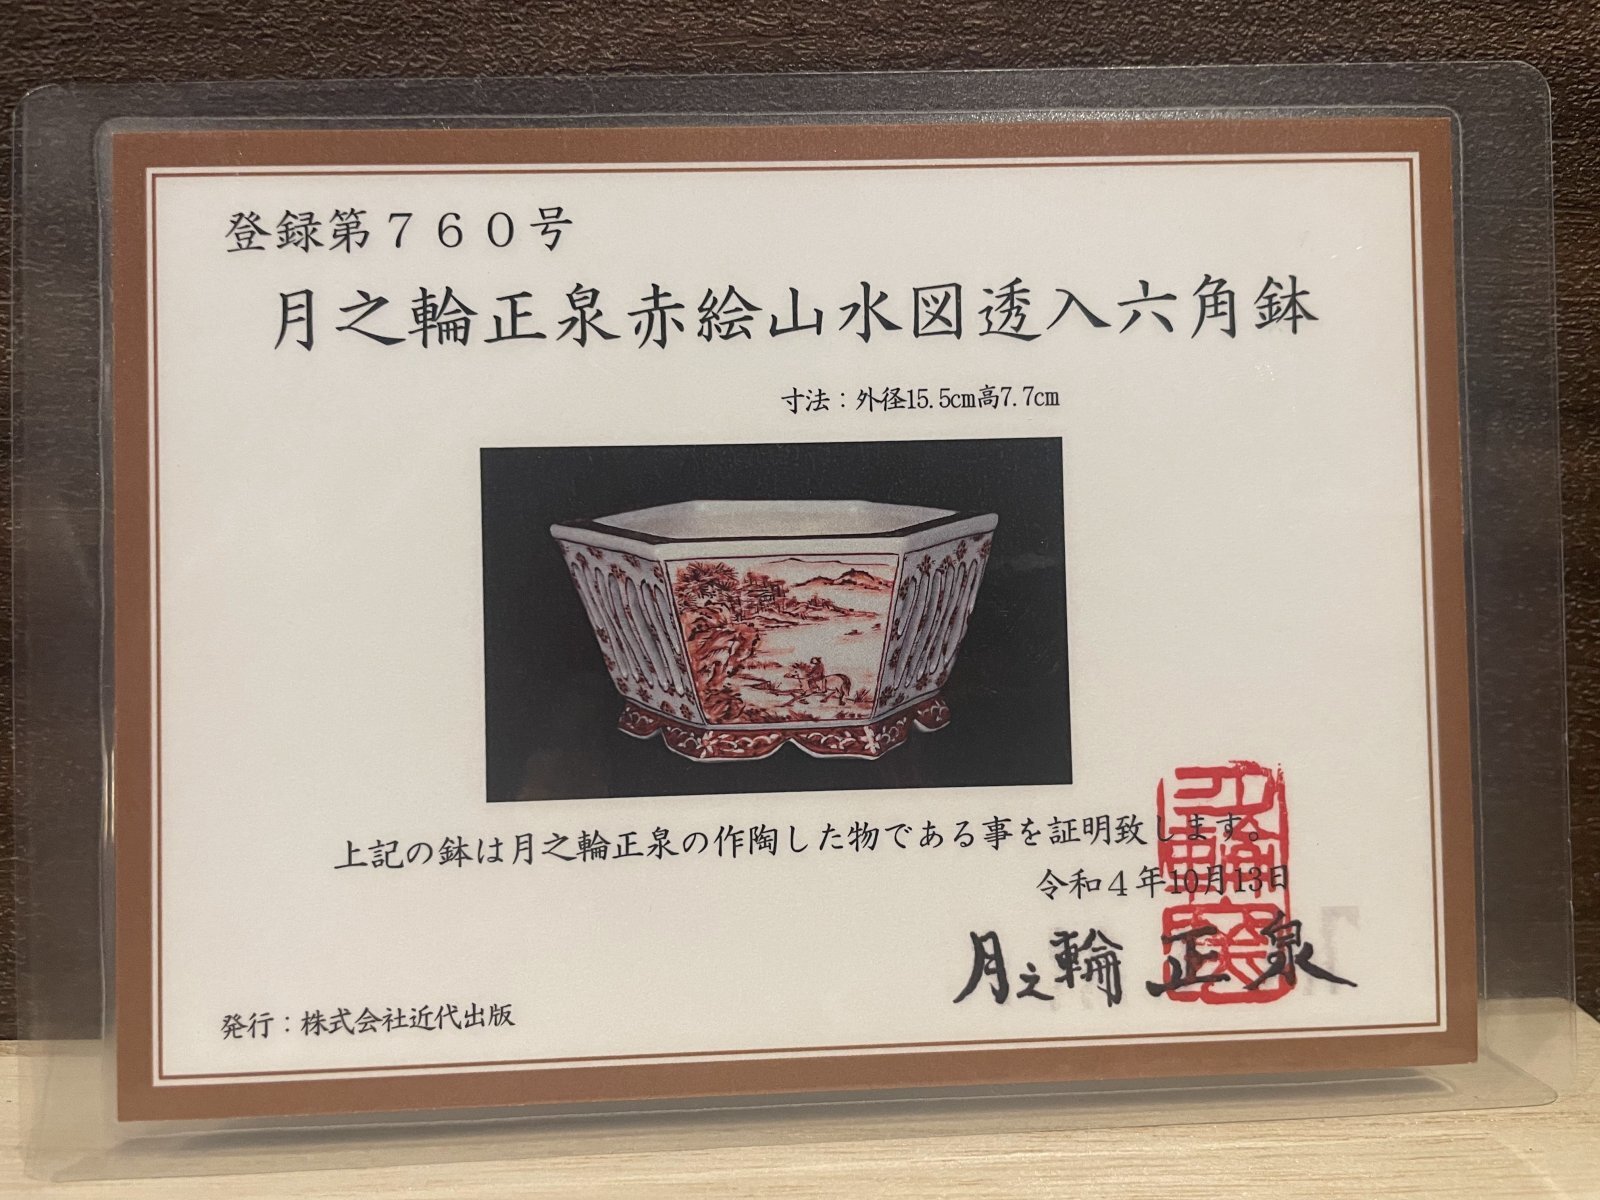 登録第７６０号
月之輪正泉赤絵山水図透入六角鉢
寸法：外径15.5cm高7.7cm
上記の鉢は月之輪正泉の作陶した物である事を証明致します。
令和４年10月13日
月之輪 正泉
発行：株式会社近代出版